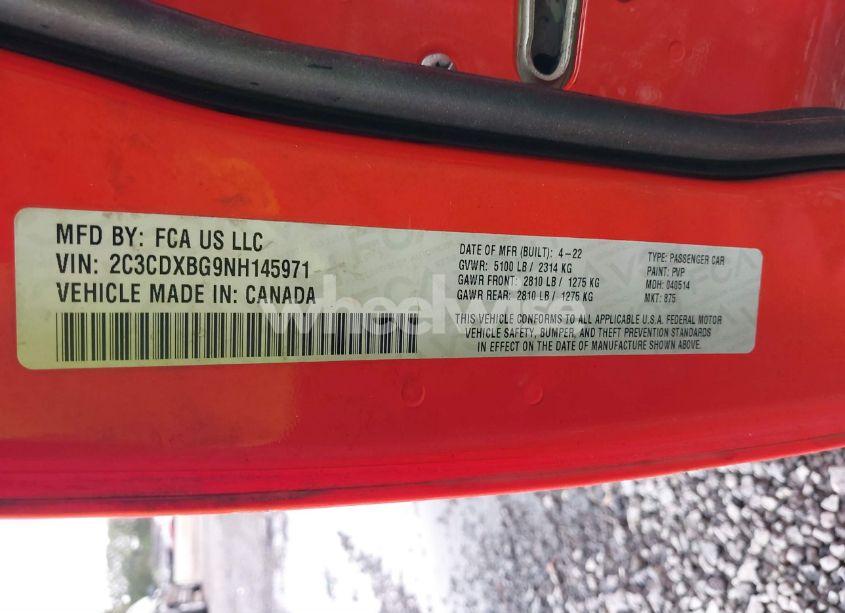 MFD BY: FCA US LLC
VIN: 2C3CDXBG9NH145971
VEHICLE MADE IN: CANADA
DATE OF MFR (BUILT): 4-22
GVWR: 5100 LB / 2314 KG
GAWR FRONT: 2810 LB / 1275 KG
GAWR REAR: 2810 LB / 1275 KG
TYPE: PASSENGER CAR
PAINT: PVP
MDH: 040514
MKT: 875
THIS VEHICLE CONFORMS TO ALL APPLICABLE U.S.A. FEDERAL MOTOR
VEHICLE SAFETY, BUMPER, AND THEFT PREVENTION STANDARDS
IN EFFECT ON THE DATE OF MANUFACTURE SHOWN ABOVE.